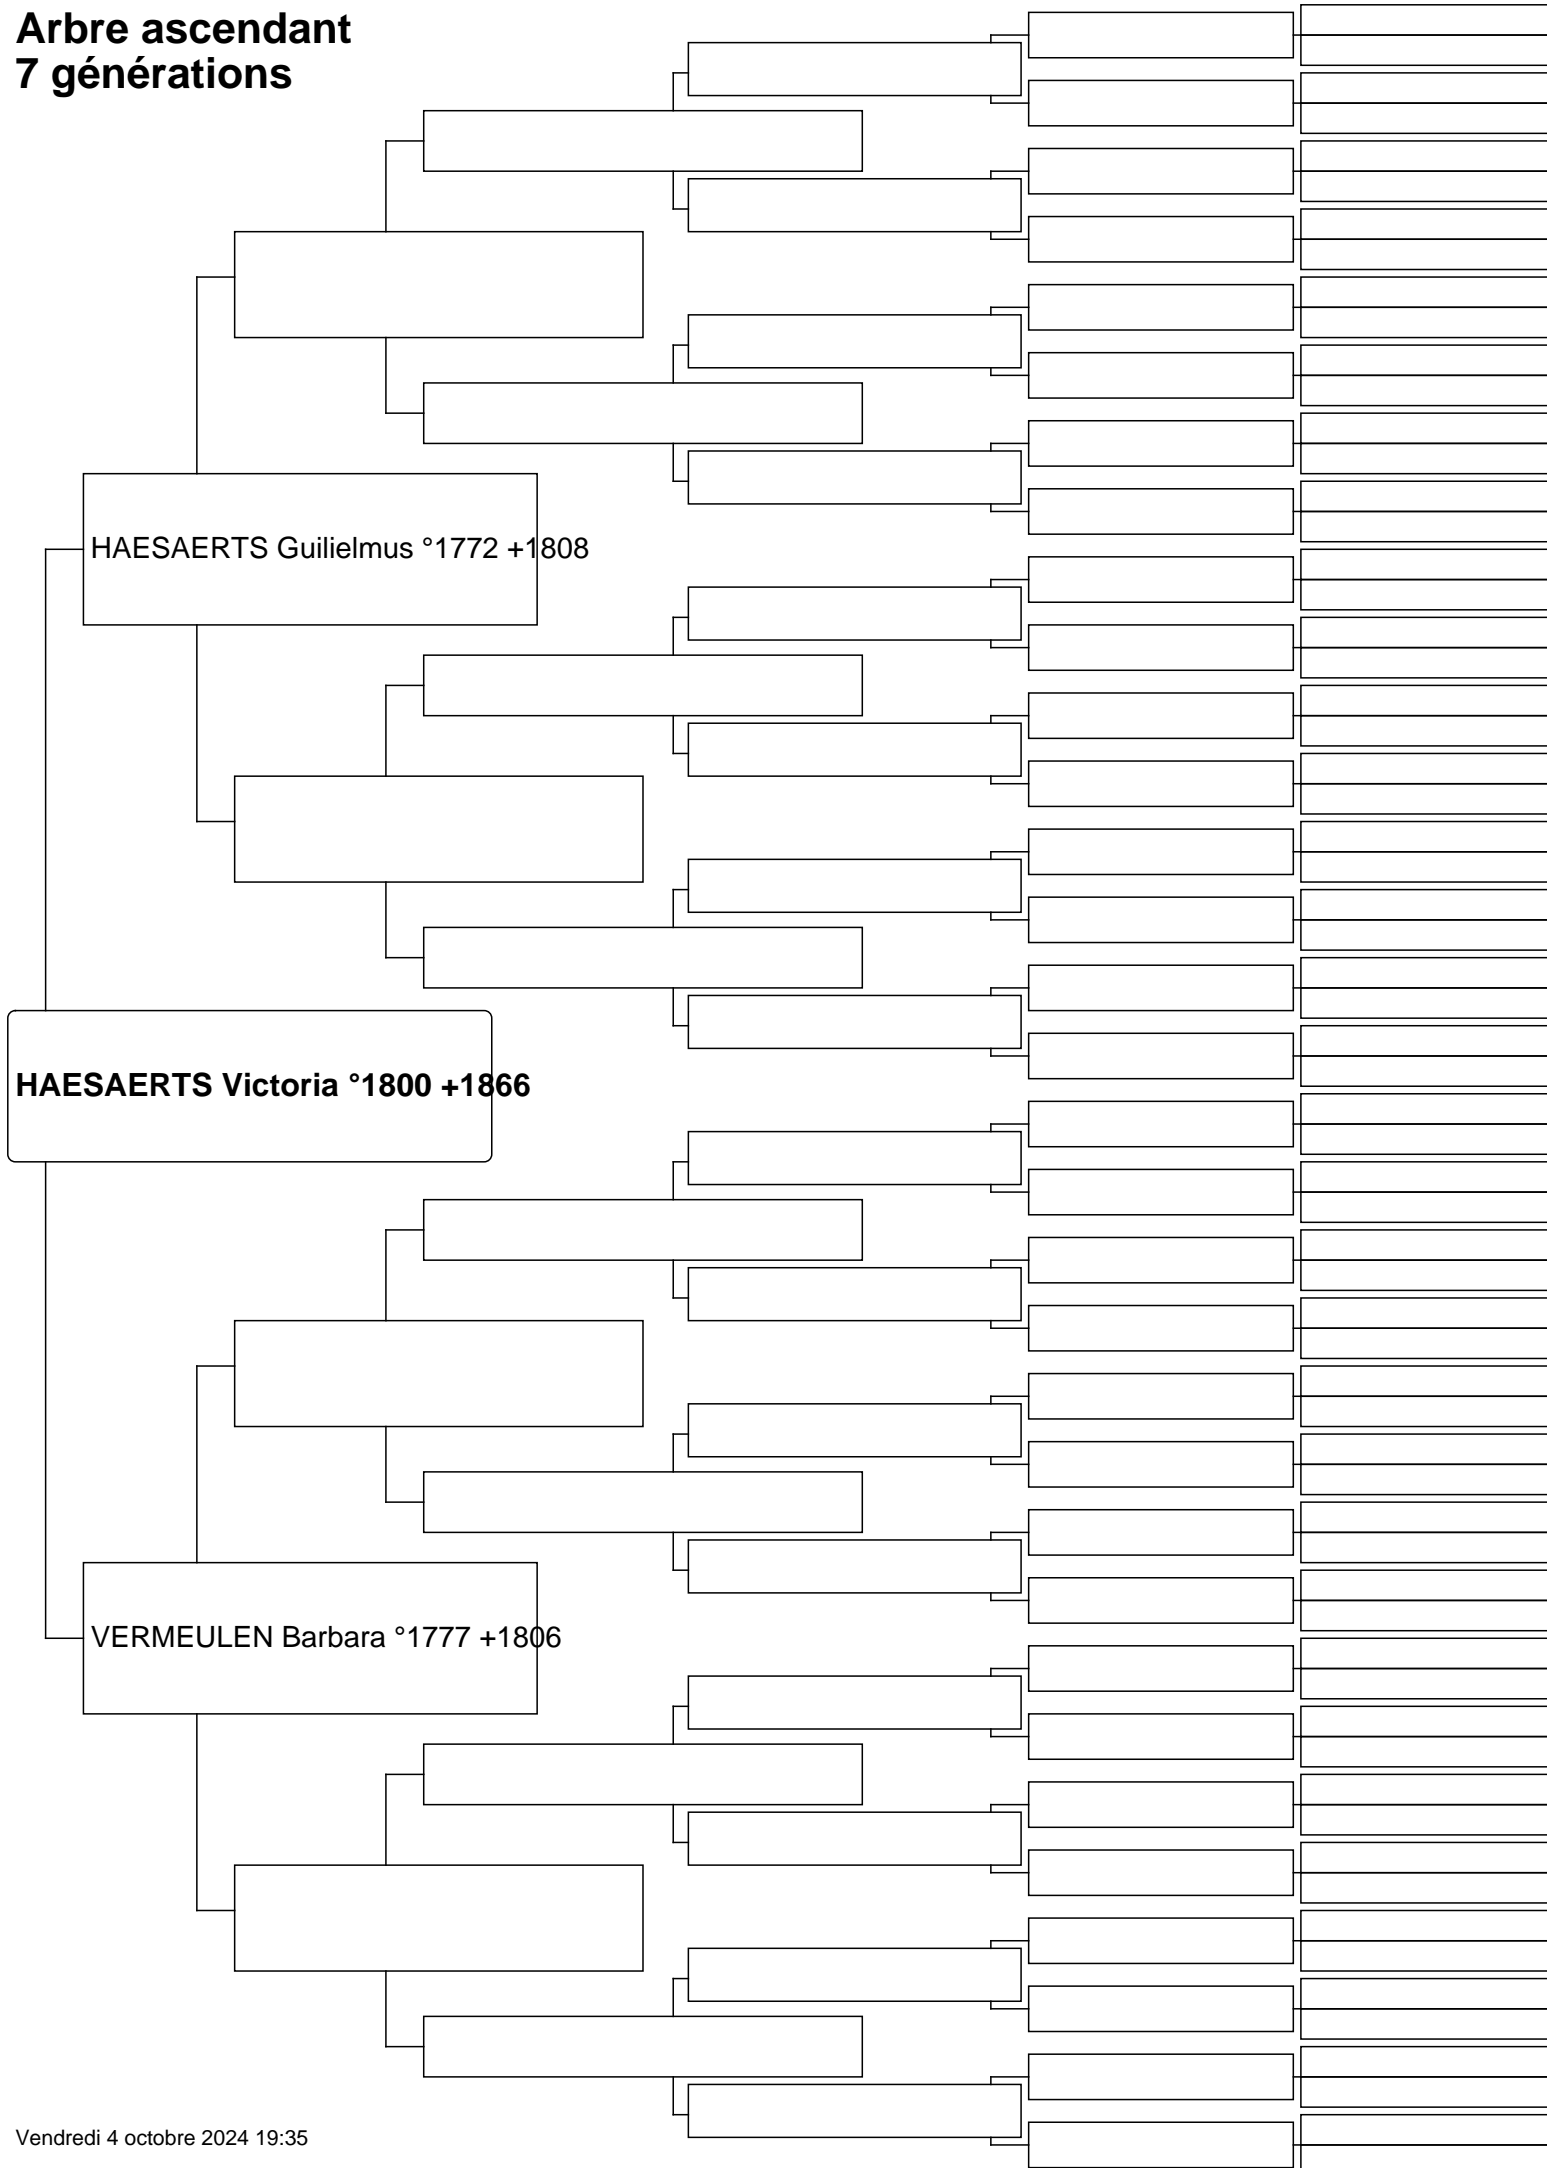 Arbre ascendant
7 générations
HAESAERTS Guilielmus °1772 +1808
HAESAERTS Victoria °1800 +1866
VERMEULEN Barbara °1777 +1806
Vendredi 4 octobre 2024 19:35